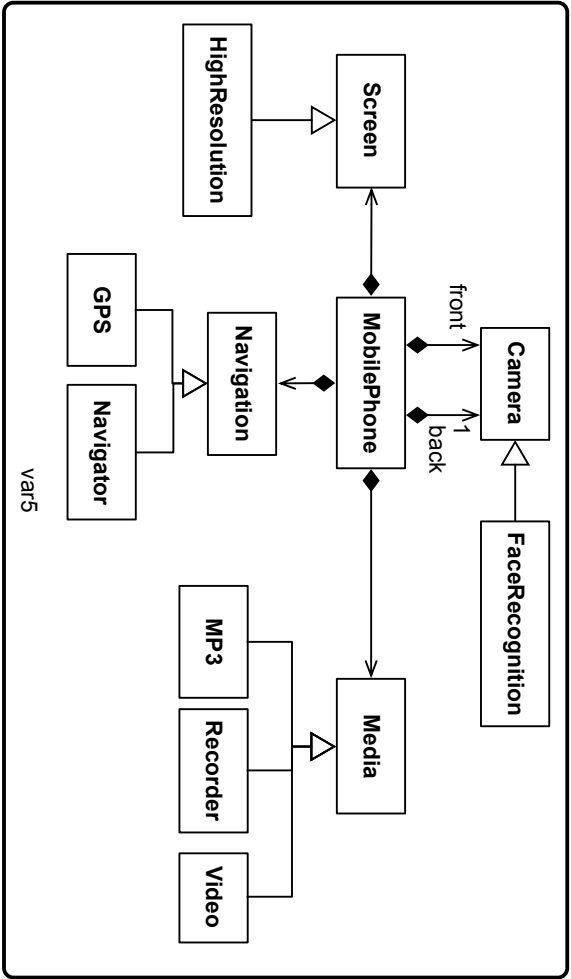 Camera
FaceRecognition
front
1
back
Screen
MobilePhone
Media
HighResolution
Navigation
MP3
Recorder
Video
GPS
Navigator
var5